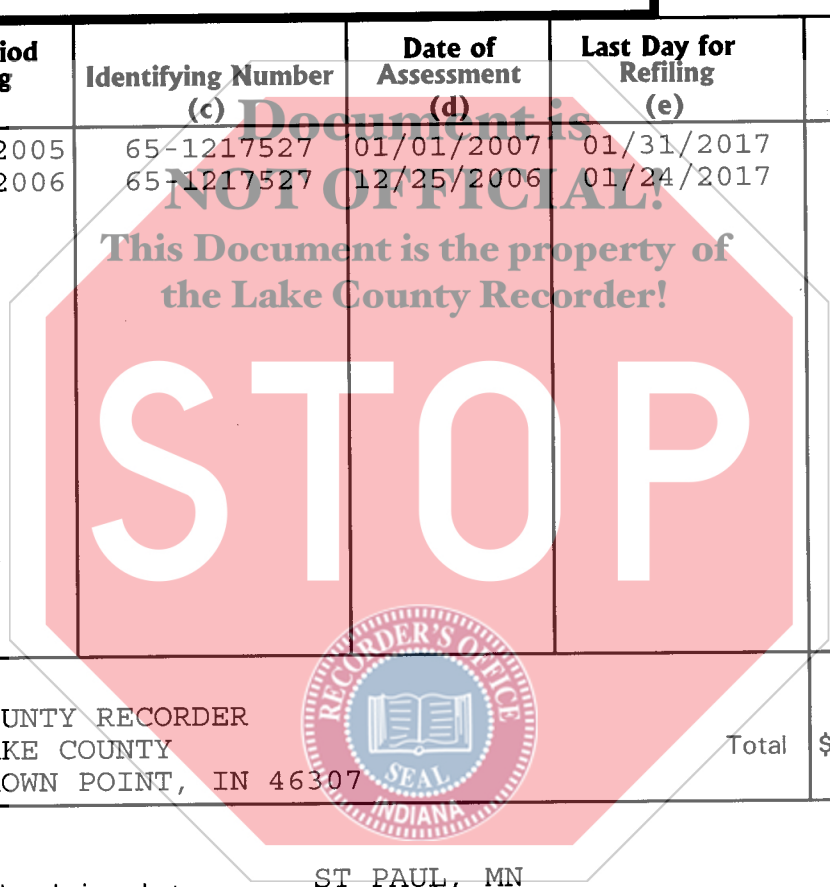 iod
g
Identifying Number
(c)
Date of
Assessment
(d)
Last Day for
Refiling
(e)
Document is
2005 65-1217527 01/01/2007 01/31/2017
2006 65-1217527 12/25/2006 01/24/2017
NOT OFFICIAL!
This Document is the property of
the Lake County Recorder!
STOP
RECORDER'S OFFICE
SEAL
INDIANA
UNTY RECORDER
KE COUNTY
OWN POINT, IN 46307
Total $
ST PAUL, MN